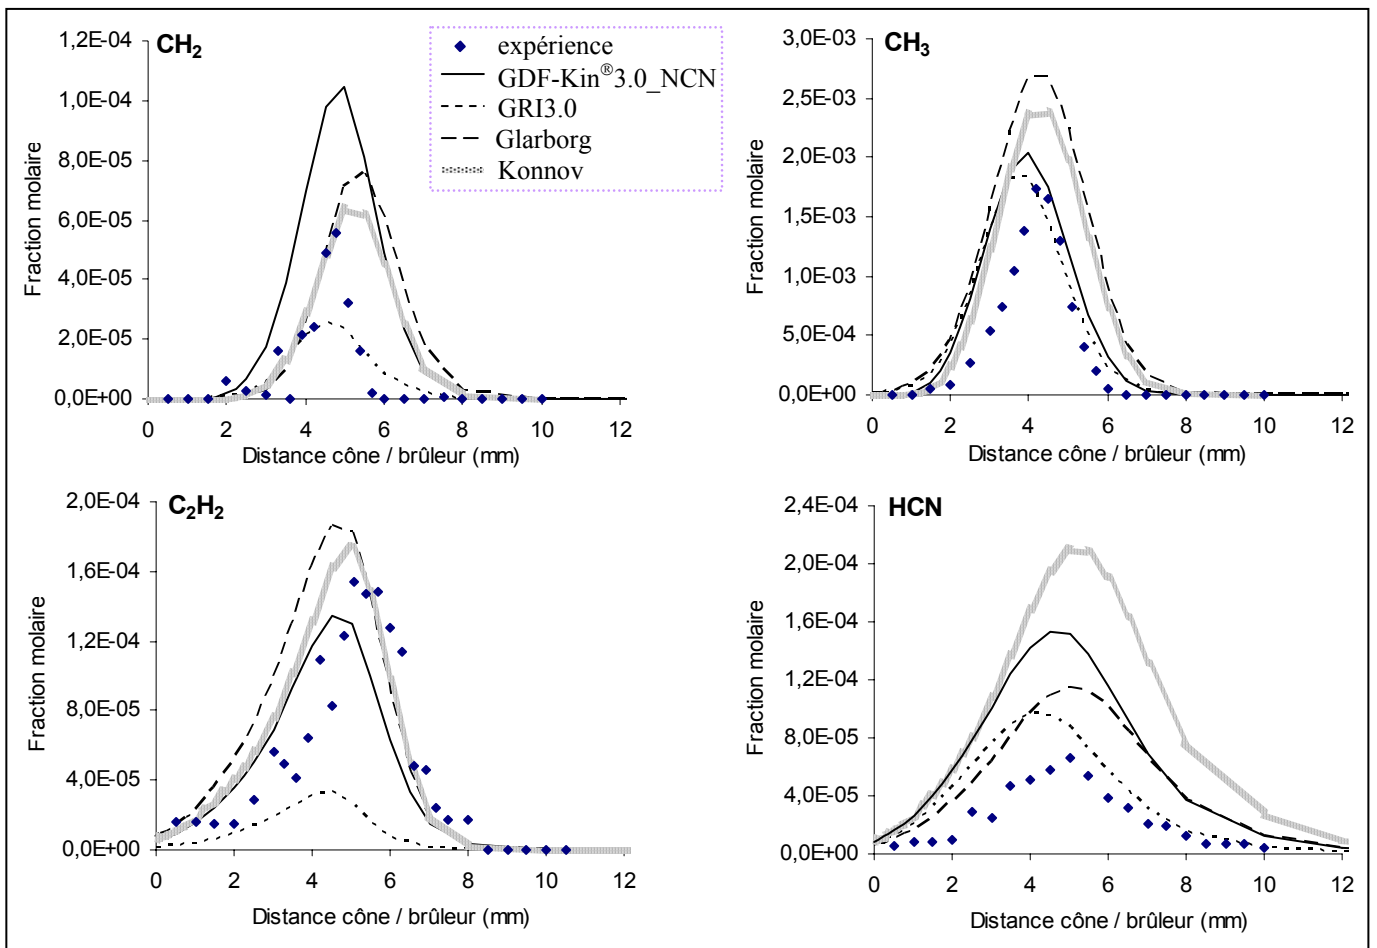 CH₂
1,2E-04
1,0E-04
8,0E-05
6,0E-05
4,0E-05
2,0E-05
0,0E+00
Fraction molaire
0 2 4 6 8 10 12
Distance cône / brûleur (mm)
expérience
GDF-Kin®3.0_NCN
GRI3.0
Glarborg
Konnov
CH₃
3,0E-03
2,5E-03
2,0E-03
1,5E-03
1,0E-03
5,0E-04
0,0E+00
Fraction molaire
0 2 4 6 8 10 12
Distance cône / brûleur (mm)
C₂H₂
2,0E-04
1,6E-04
1,2E-04
8,0E-05
4,0E-05
0,0E+00
Fraction molaire
0 2 4 6 8 10 12
Distance cône / brûleur (mm)
HCN
2,4E-04
2,0E-04
1,6E-04
1,2E-04
8,0E-05
4,0E-05
0,0E+00
Fraction molaire
0 2 4 6 8 10 12
Distance cône / brûleur (mm)